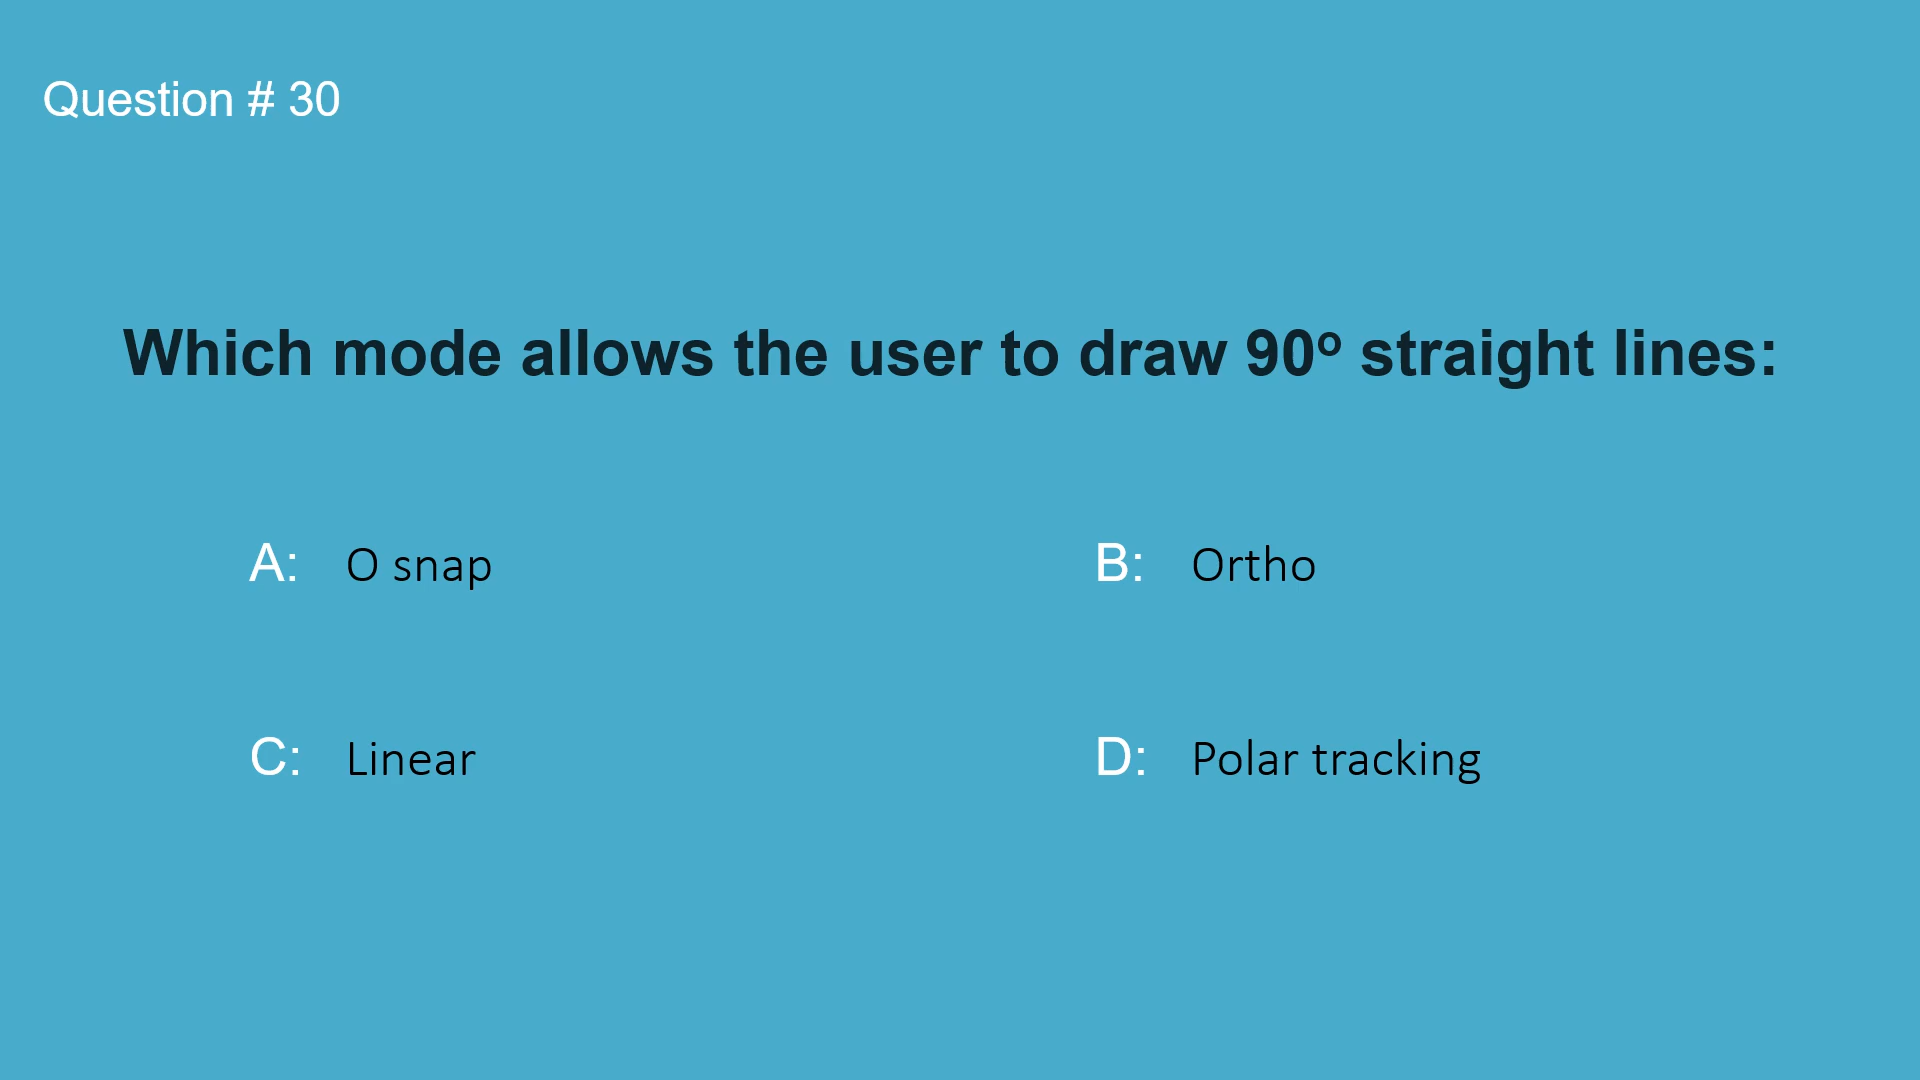 Question # 30
Which mode allows the user to draw 90º straight lines:
A: O snap
B: Ortho
C: Linear
D: Polar tracking